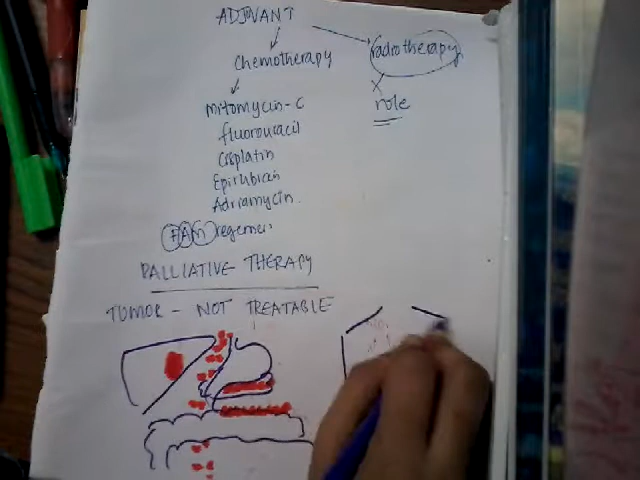 ADJUVANT
Chemotherapy
radiotherapy
X
role
Mitomycin-C
fluorouracil
Cisplatin
Epirubicin
Adriamycin
FAM regemen
PALLIATIVE THERAPY
TUMOR - NOT TREATABLE